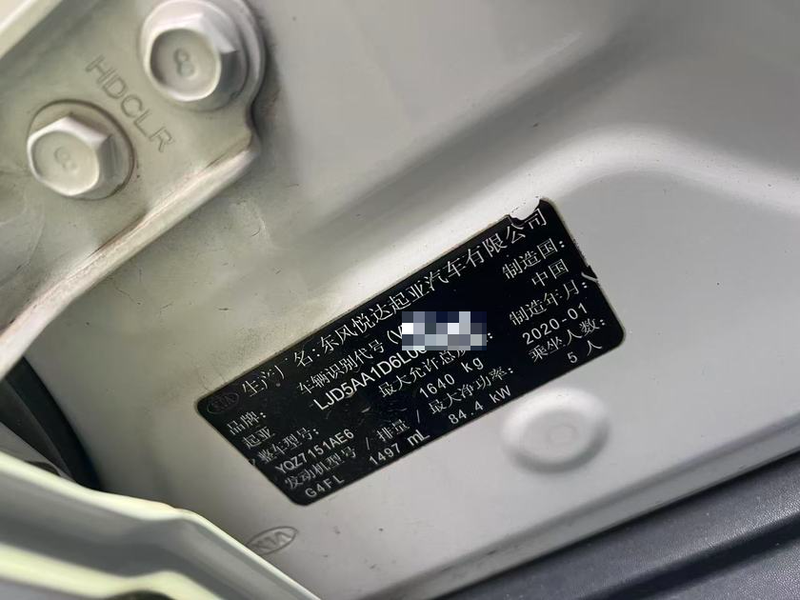 8
HDCLR
8
KIA 生产厂名:东风悦达起亚汽车有限公司
品牌: 车辆识别代号 制造国:
起亚 LJD5AA1D6L0 中国
整车型号: 最大允许总 制造年月:
YQZ7151AE6 1640 kg 2020-01
发动机型号 / 排量 / 最大净功率: 乘坐人数:
G4FL 1497 mL 84.4 kW 5 人
KIA